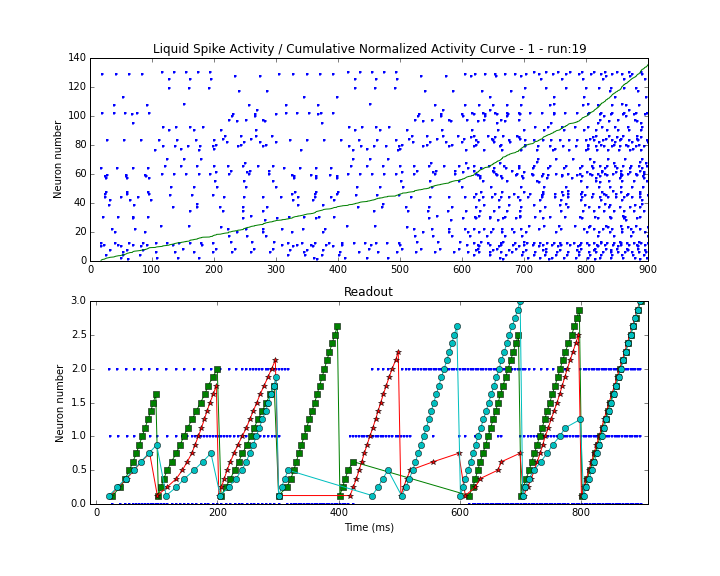 Liquid Spike Activity / Cumulative Normalized Activity Curve - 1 - run:19
140
120
100
80
60
40
20
0
Neuron number
0 100 200 300 400 500 600 700 800 900
Readout
3.0
2.5
2.0
1.5
1.0
0.5
0.0
Neuron number
0 200 400 600 800
Time (ms)